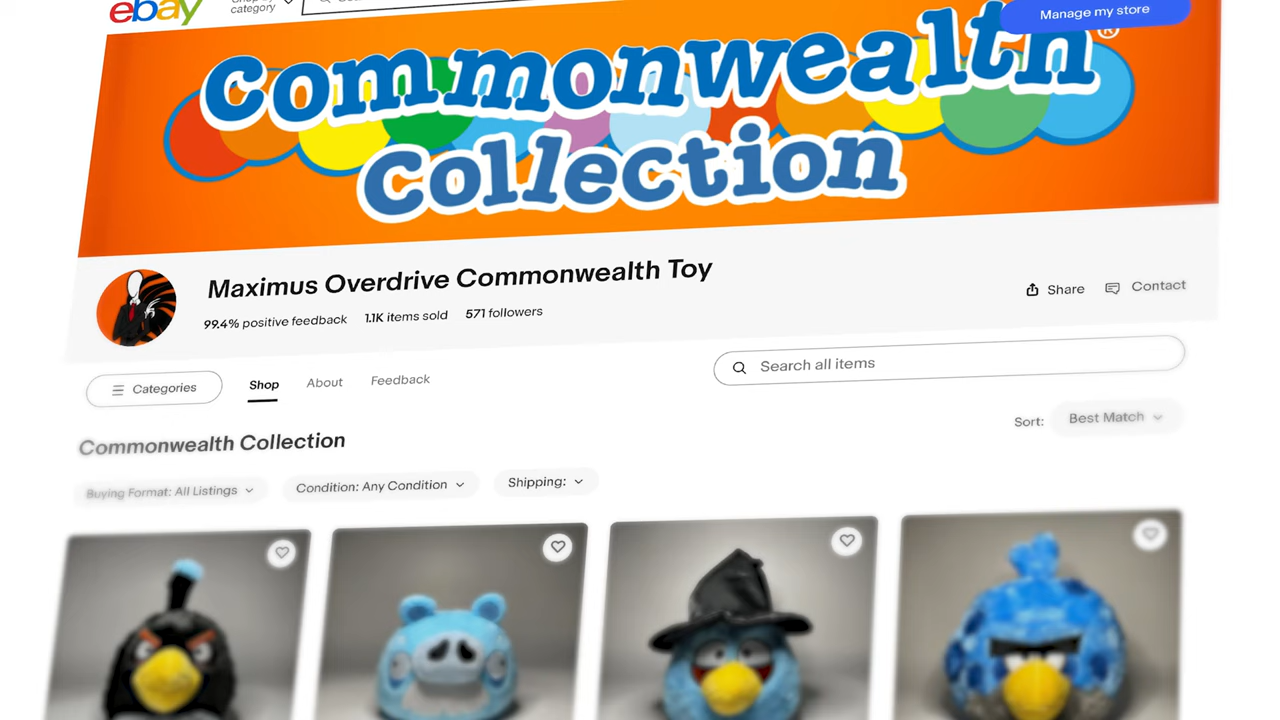 ebay
Shop by
category
Manage my store
Commonwealth®
Collection
Maximus Overdrive Commonwealth Toy
99.4% positive feedback 1.1K items sold 571 followers
Share Contact
Categories Shop About Feedback
Search all items
Sort: Best Match
Commonwealth Collection
Buying Format: All Listings Condition: Any Condition Shipping: